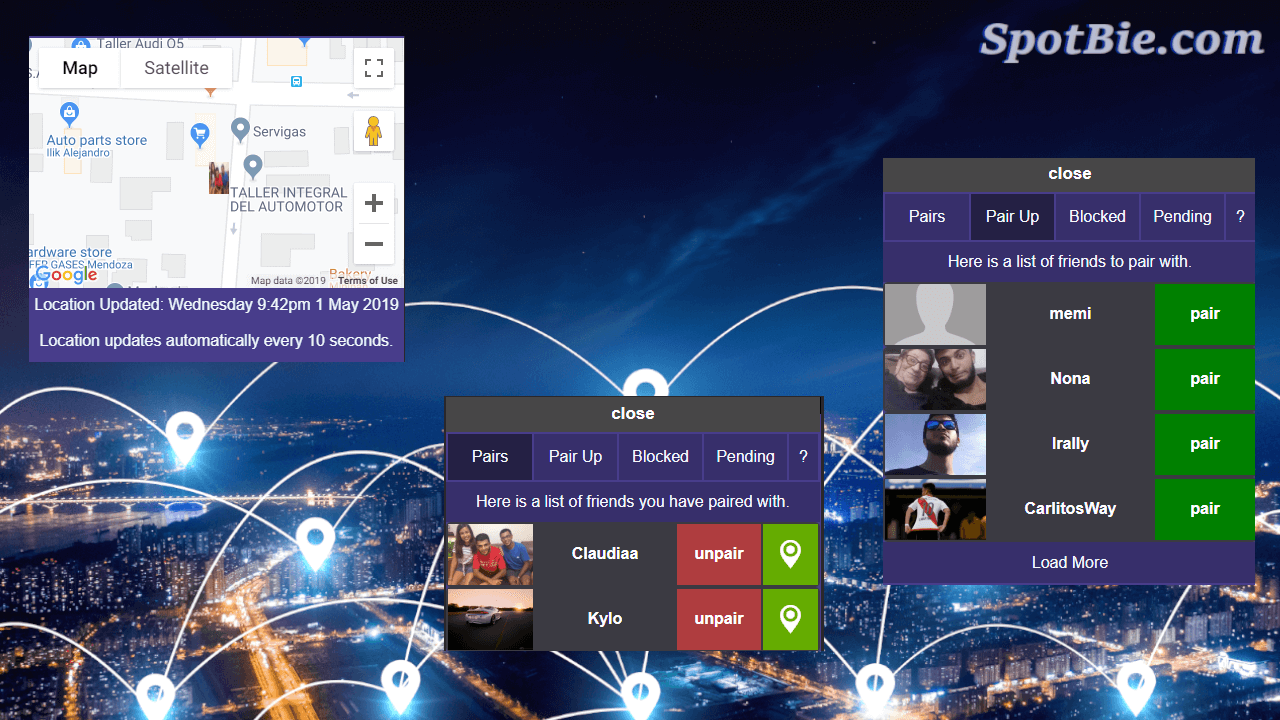 SpotBie.com
Taller Audi Q5
Map
Satellite
Auto parts store
Ilik Alejandro
Servigas
TALLER INTEGRAL
DEL AUTOMOTOR
ardware store
FER GASES Mendoza
Google
Bakery
Map data ©2019
Terms of Use
Location Updated: Wednesday 9:42pm 1 May 2019
Location updates automatically every 10 seconds.
close
Pairs Pair Up Blocked Pending ?
Here is a list of friends you have paired with.
Claudiaa unpair
Kylo unpair
close
Pairs Pair Up Blocked Pending ?
Here is a list of friends to pair with.
memi pair
Nona pair
Irally pair
CarlitosWay pair
Load More